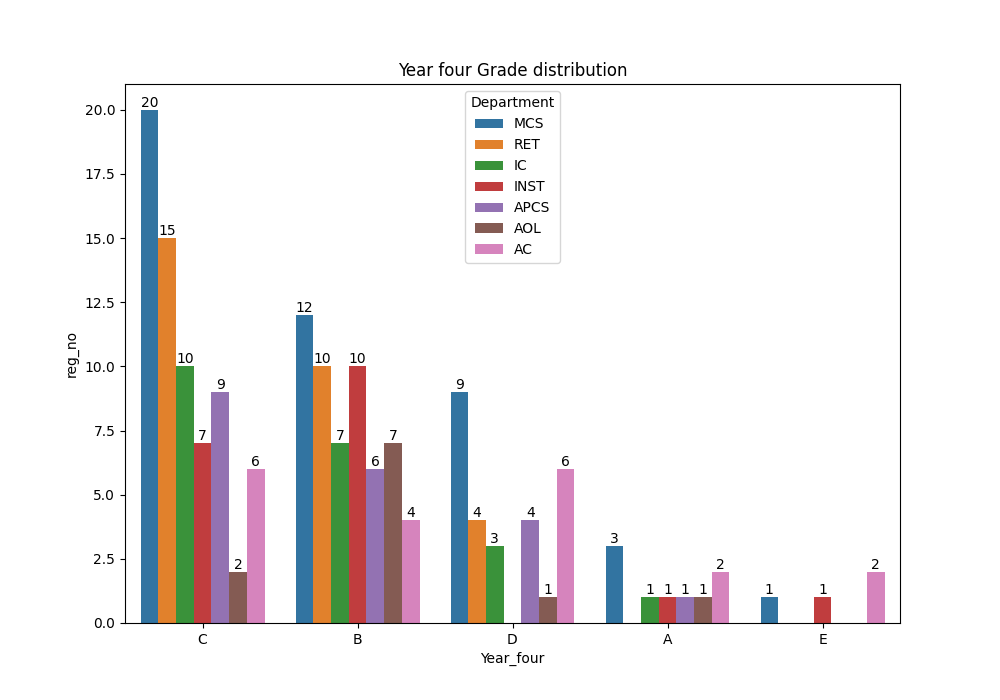 Year four Grade distribution
Department
MCS
RET
IC
INST
APCS
AOL
AC
reg_no
20.0
17.5
15.0
12.5
10.0
7.5
5.0
2.5
0.0
20 15 10 7 9 2 6
12 10 7 10 6 7 4
9 4 3 4 1 6
3 1 1 1 1 2
1 1 2
C B D A E
Year_four